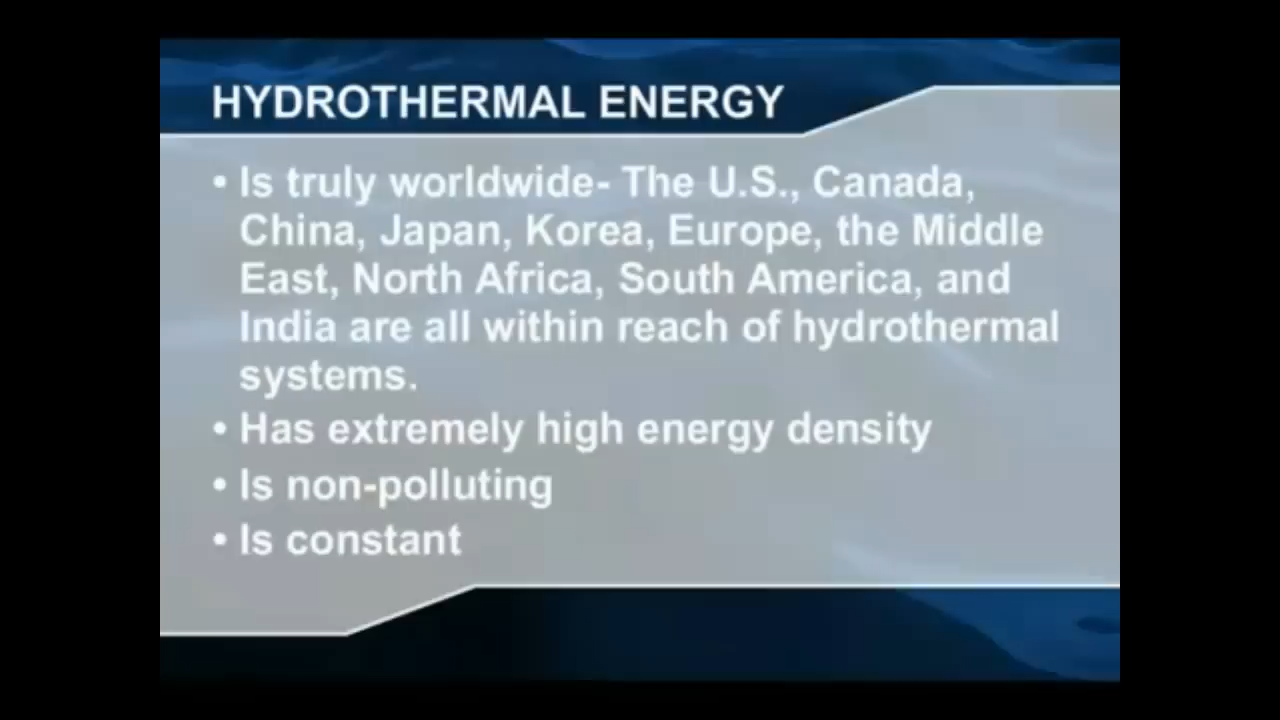 HYDROTHERMAL ENERGY
• Is truly worldwide- The U.S., Canada,
China, Japan, Korea, Europe, the Middle
East, North Africa, South America, and
India are all within reach of hydrothermal
systems.
• Has extremely high energy density
• Is non-polluting
• Is constant